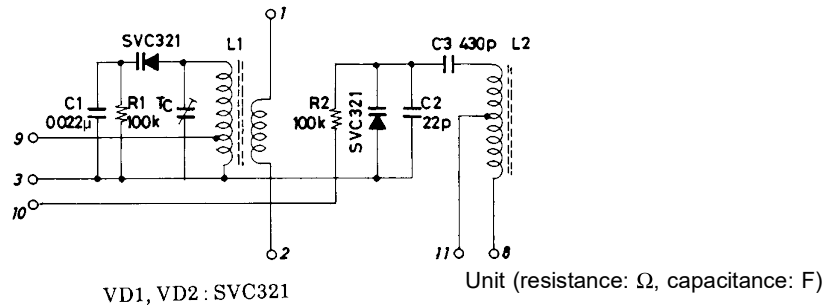 1
SVC321
L1
C3 430p
L2
C1
0.022μ
R1
100k
TC
R2
100k
SVC321
C2
22p
9
3
10
2
11
8
VD1, VD2 : SVC321
Unit (resistance: Ω, capacitance: F)